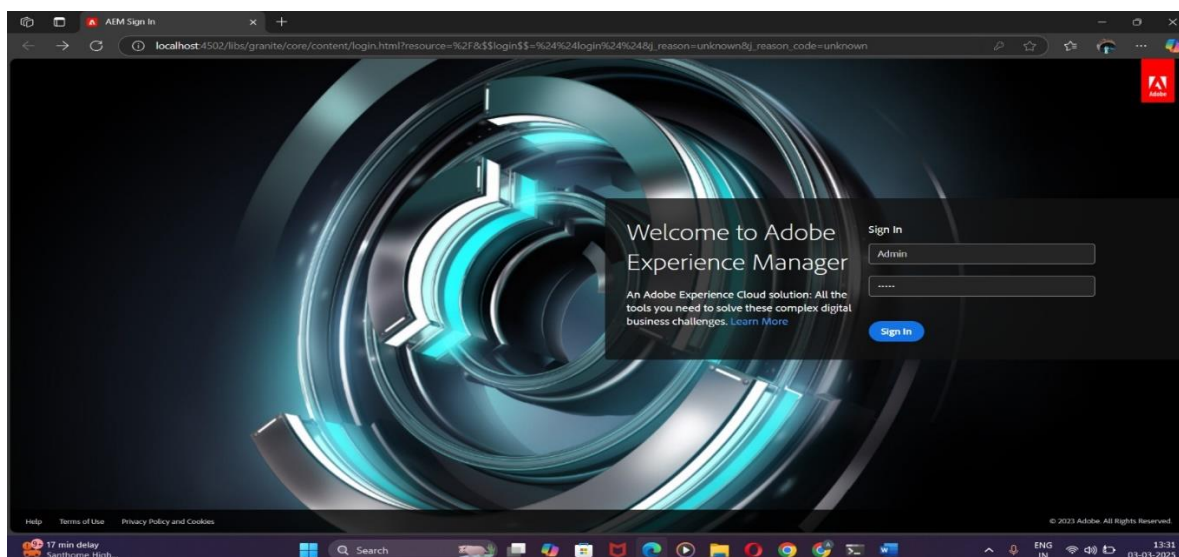 AEM Sign In
localhost:4502/libs/granite/core/content/login.html?resource=%2F&$$login$$=%24%24login%24%24&j_reason=unknown&j_reason_code=unknown
Adobe
Welcome to Adobe
Experience Manager
An Adobe Experience Cloud solution: All the
tools you need to solve these complex digital
business challenges. Learn More
Sign In
Admin
•••••
Sign In
Help Terms of Use Privacy Policy and Cookies
© 2023 Adobe. All Rights Reserved.
17 min delay
Santhome High...
Search
ENG
IN
13:31
03-03-2025